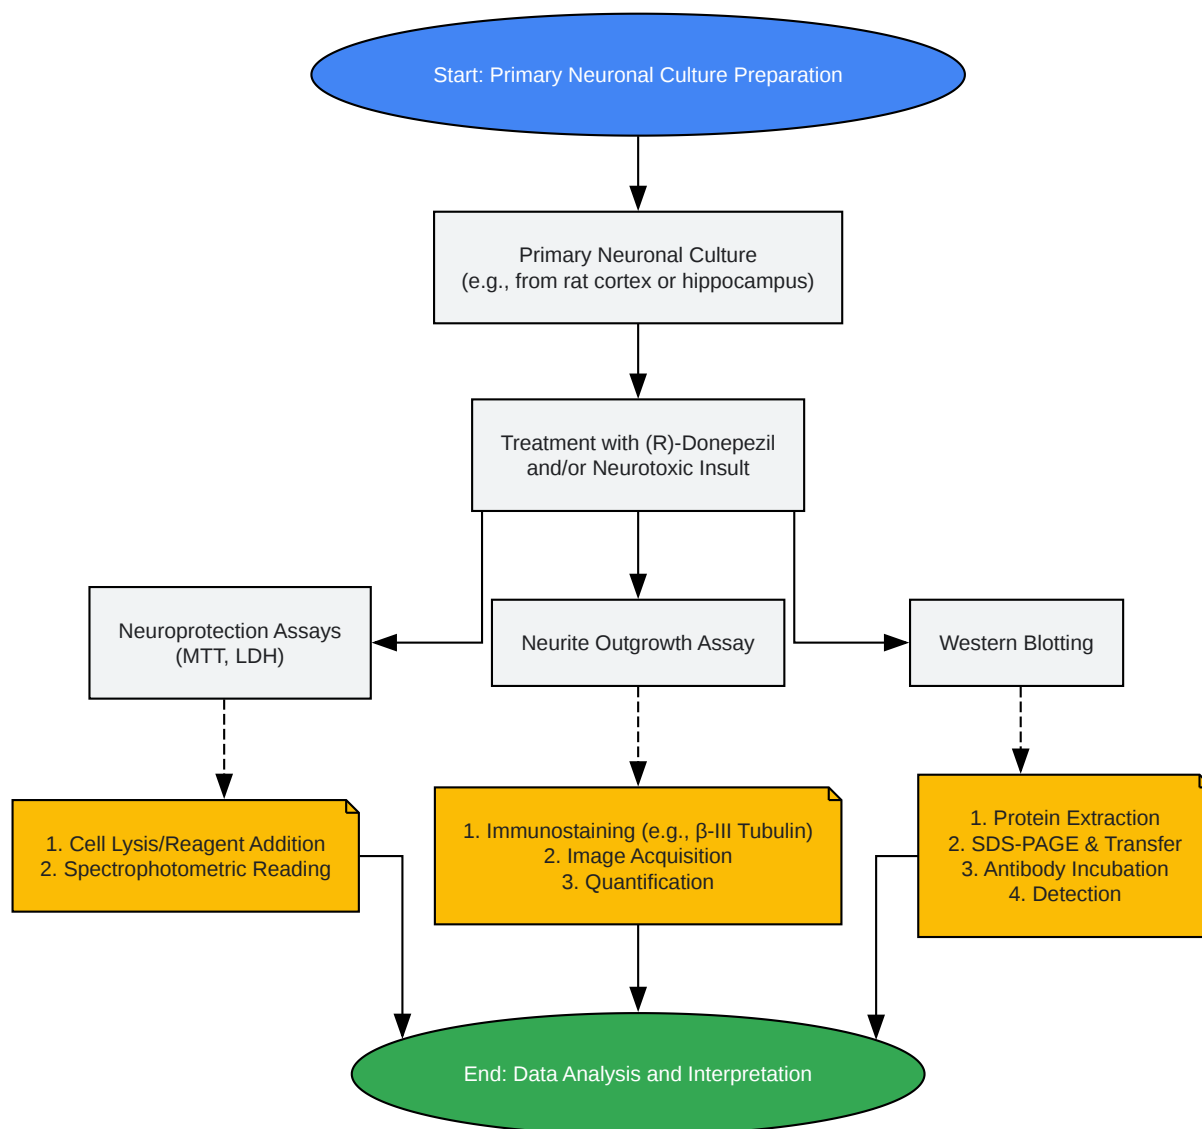 Start: Primary Neuronal Culture Preparation
Primary Neuronal Culture
(e.g., from rat cortex or hippocampus)
Treatment with (R)-Donepezil
and/or Neurotoxic Insult
Neuroprotection Assays
(MTT, LDH)
Neurite Outgrowth Assay
Western Blotting
1. Cell Lysis/Reagent Addition
2. Spectrophotometric Reading
1. Immunostaining (e.g., β-III Tubulin)
2. Image Acquisition
3. Quantification
1. Protein Extraction
2. SDS-PAGE & Transfer
3. Antibody Incubation
4. Detection
End: Data Analysis and Interpretation